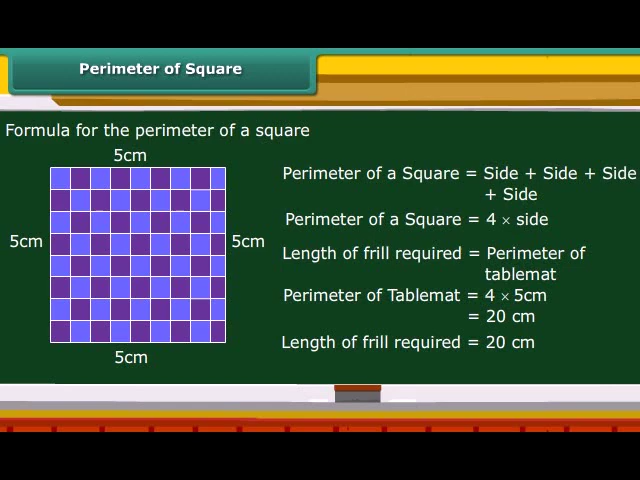 Perimeter of Square
Formula for the perimeter of a square
5cm
5cm
5cm
5cm
Perimeter of a Square = Side + Side + Side
+ Side
Perimeter of a Square = 4 × side
Length of frill required = Perimeter of
tablemat
Perimeter of Tablemat = 4 × 5cm
= 20 cm
Length of frill required = 20 cm